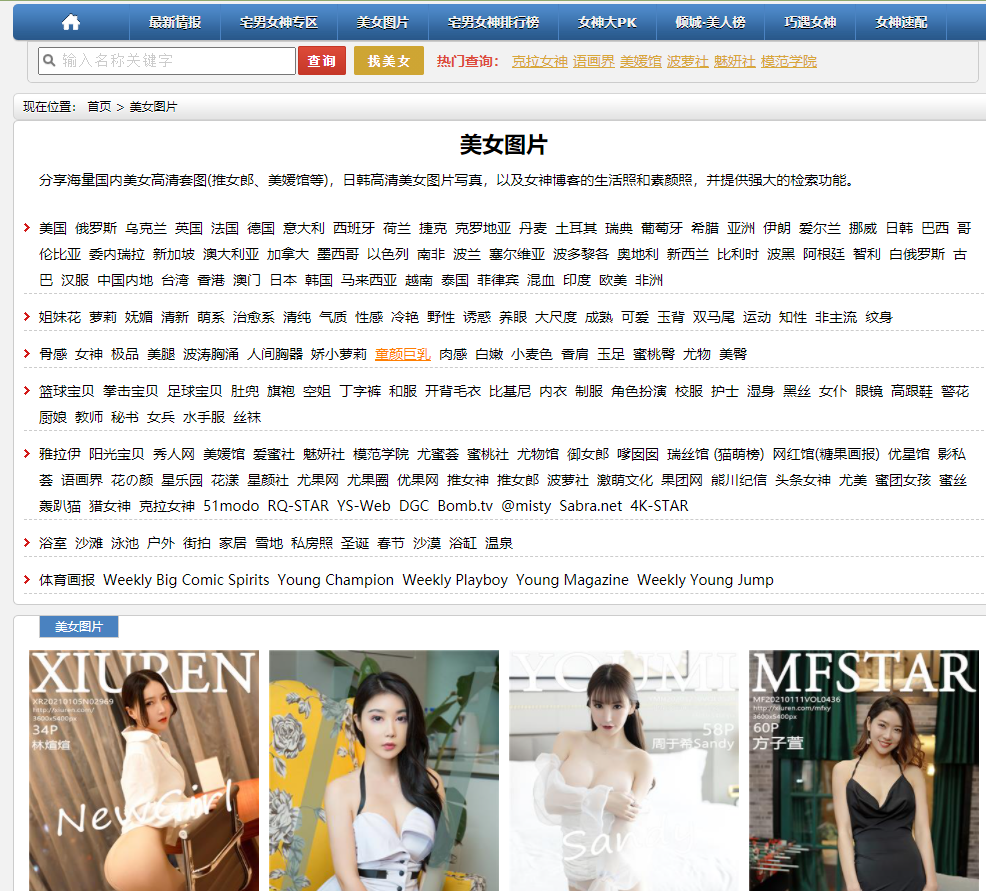 最新情报 宅男女神专区 美女图片 宅男女神排行榜 女神大PK 倾城·美人榜 巧遇女神 女神速配
输入名称关键字 查询 找美女 热门查询： 克拉女神 语画界 美媛馆 波萝社 魅妍社 模范学院
现在位置： 首页 > 美女图片
美女图片
分享海量国内美女高清套图(推女郎、美媛馆等)，日韩高清美女图片写真，以及女神博客的生活照和素颜照，并提供强大的检索功能。
美国 俄罗斯 乌克兰 英国 法国 德国 意大利 西班牙 荷兰 捷克 克罗地亚 丹麦 土耳其 瑞典 葡萄牙 希腊 亚洲 伊朗 爱尔兰 挪威 日韩 巴西 哥
伦比亚 委内瑞拉 新加坡 澳大利亚 加拿大 墨西哥 以色列 南非 波兰 塞尔维亚 波多黎各 奥地利 新西兰 比利时 波黑 阿根廷 智利 白俄罗斯 古
巴 汉服 中国内地 台湾 香港 澳门 日本 韩国 马来西亚 越南 泰国 菲律宾 混血 印度 欧美 非洲
姐妹花 萝莉 妩媚 清新 萌系 治愈系 清纯 气质 性感 冷艳 野性 诱惑 养眼 大尺度 成熟 可爱 玉背 双马尾 运动 知性 非主流 纹身
骨感 女神 极品 美腿 波涛胸涌 人间胸器 娇小萝莉 童颜巨乳 肉感 白嫩 小麦色 香肩 玉足 蜜桃臀 尤物 美臀
篮球宝贝 拳击宝贝 足球宝贝 肚兜 旗袍 空姐 丁字裤 和服 开背毛衣 比基尼 内衣 制服 角色扮演 校服 护士 湿身 黑丝 女仆 眼镜 高跟鞋 警花
厨娘 教师 秘书 女兵 水手服 丝袜
雅拉伊 阳光宝贝 秀人网 美媛馆 爱蜜社 魅妍社 模范学院 尤蜜荟 蜜桃社 尤物馆 御女郎 嗲囡囡 瑞丝馆 (猫萌榜) 网红馆(糖果画报) 优星馆 影私
荟 语画界 花の颜 星乐园 花漾 星颜社 尤果网 尤果圈 优果网 推女神 推女郎 波萝社 激萌文化 果团网 熊川纪信 头条女神 尤美 蜜团女孩 蜜丝
轰趴猫 猎女神 克拉女神 51modo RQ-STAR YS-Web DGC Bomb.tv @misty Sabra.net 4K-STAR
浴室 沙滩 泳池 户外 街拍 家居 雪地 私房照 圣诞 春节 沙漠 浴缸 温泉
体育画报 Weekly Big Comic Spirits Young Champion Weekly Playboy Young Magazine Weekly Young Jump
美女图片
XIUREN
XR20210105N02969
http://xiuren.com/
3600x5400px
34P
林煊煊
NewGirl
YOUMI
58P
周于希Sandy
Sandy
MFSTAR
MF20210111VOL0436
http://xiuren.com/mfxy
3600x5400px
60P
方子萱